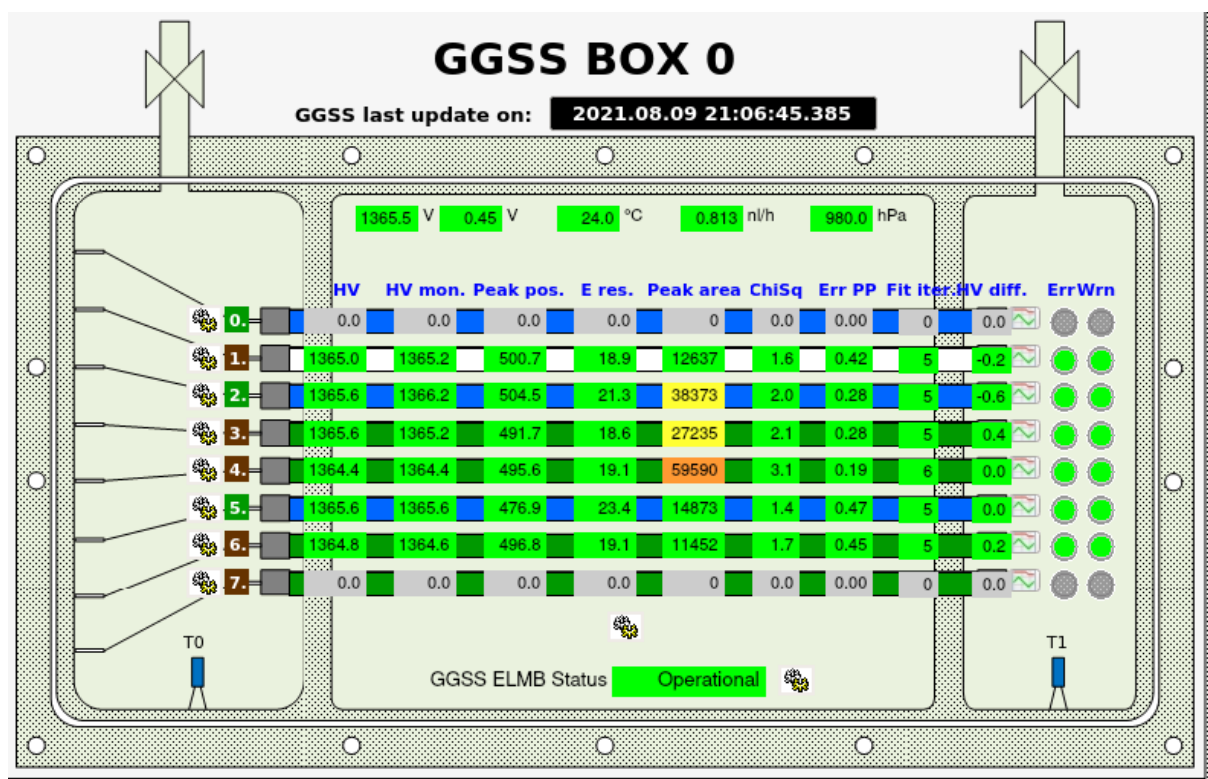 GGSS BOX 0
GGSS last update on: 2021.08.09 21:06:45.385
1365.5 V 0.45 V 24.0 °C 0.813 nl/h 980.0 hPa
HV HV mon. Peak pos. E res. Peak area ChiSq Err PP Fit iter. HV diff. Err Wrn
0. 0.0 0.0 0.0 0.0 0 0.0 0.00 0 0.0
1. 1365.0 1365.2 500.7 18.9 12637 1.6 0.42 5 -0.2
2. 1365.6 1366.2 504.5 21.3 38373 2.0 0.28 5 -0.6
3. 1365.6 1365.2 491.7 18.6 27235 2.1 0.28 5 0.4
4. 1364.4 1364.4 495.6 19.1 59590 3.1 0.19 6 0.0
5. 1365.6 1365.6 476.9 23.4 14873 1.4 0.47 5 0.0
6. 1364.8 1364.6 496.8 19.1 11452 1.7 0.45 5 0.2
7. 0.0 0.0 0.0 0.0 0 0.0 0.00 0 0.0
T0 T1
GGSS ELMB Status Operational